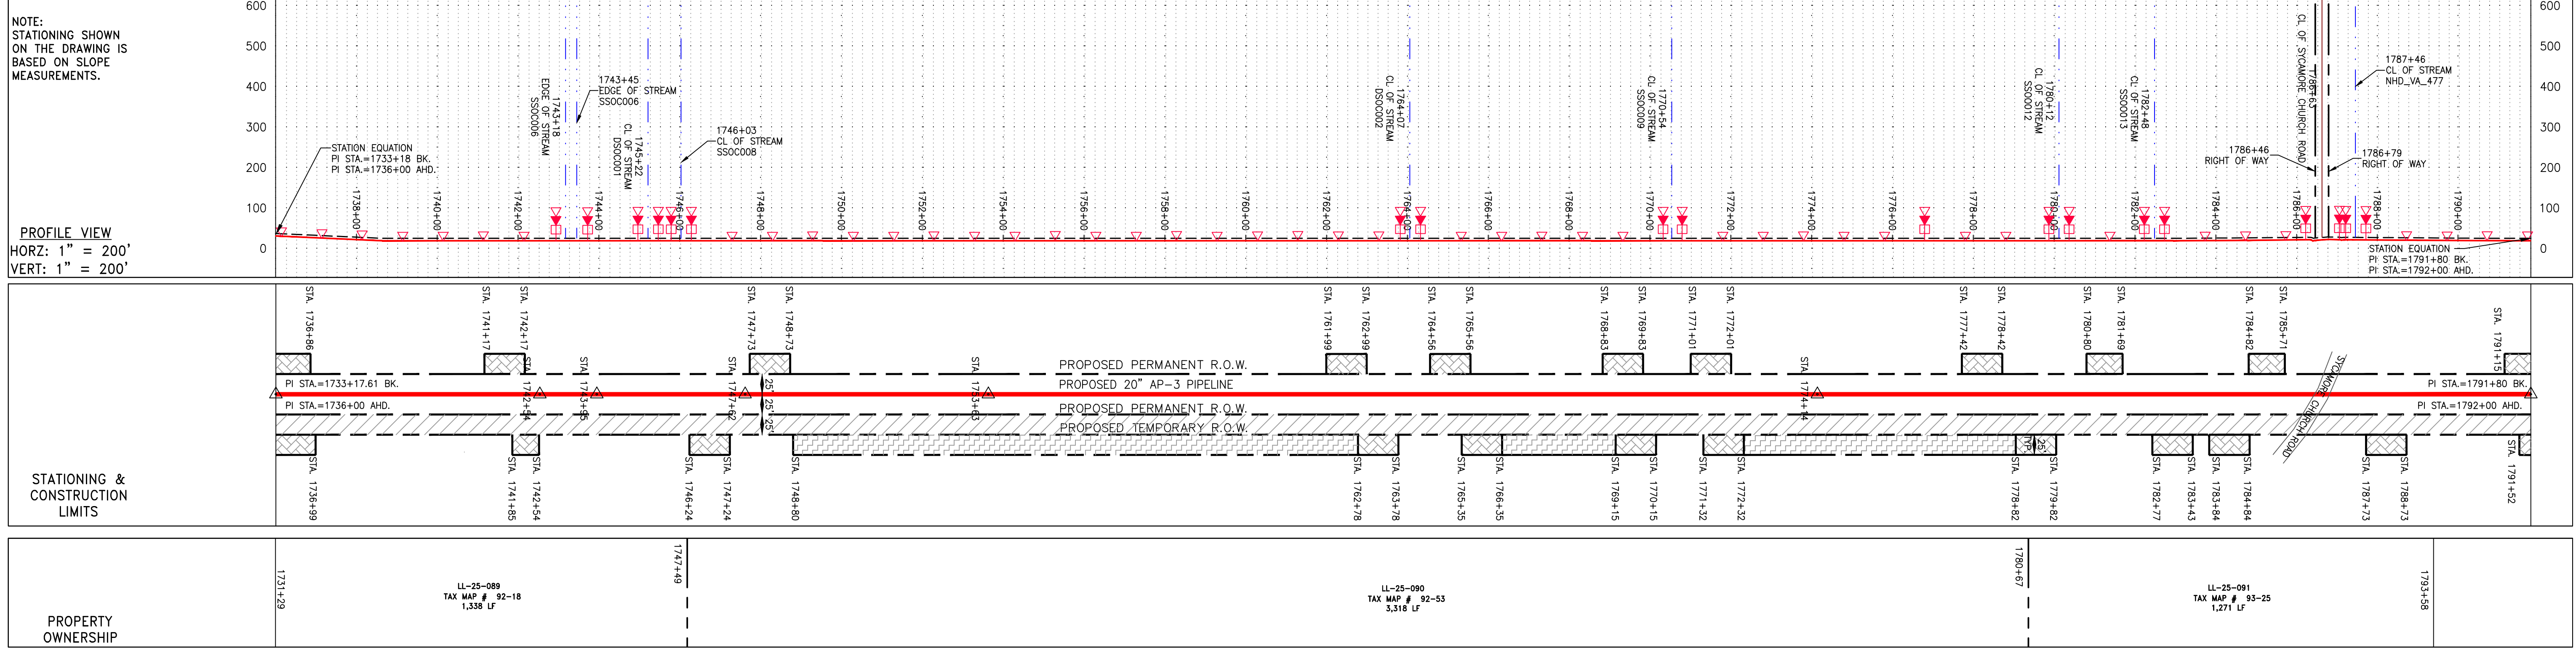 NOTE:
STATIONING SHOWN
ON THE DRAWING IS
BASED ON SLOPE
MEASUREMENTS.
PROFILE VIEW
HORZ: 1" = 200'
VERT: 1" = 200'
600
500
400
300
200
100
0
STATION EQUATION
PI STA.=1733+18 BK.
PI STA.=1736+00 AHD.
1738+00
1740+00
1742+00
1743+18
EDGE OF STREAM
SSOC006
1743+45
EDGE OF STREAM
SSOC006
1744+00
1745+22
CL OF STREAM
DSOC001
1746+00
1746+03
CL OF STREAM
SSOC008
1748+00
1750+00
1752+00
1754+00
1756+00
1758+00
1760+00
1762+00
1764+00
1764+07
CL OF STREAM
DSOC002
1766+00
1768+00
1770+00
1770+54
CL OF STREAM
SSOC009
1772+00
1774+00
1776+00
1778+00
1780+00
1780+12
CL OF STREAM
SSOO012
1782+00
1782+48
CL OF STREAM
SSOO013
1784+00
1786+00
1786+63
CL OF SYCAMORE CHURCH ROAD
1786+46
RIGHT OF WAY
1786+79
RIGHT OF WAY
1787+46
CL OF STREAM
NHD_VA_477
1788+00
1790+00
STATION EQUATION
PI STA.=1791+80 BK.
PI STA.=1792+00 AHD.
600
500
400
300
200
100
0
STATIONING &
CONSTRUCTION
LIMITS
STA. 1736+86
STA. 1741+17
STA. 1742+17
STA. 1747+73
STA. 1748+73
STA. 1761+99
STA. 1762+99
STA. 1764+56
STA. 1765+56
STA. 1768+83
STA. 1769+83
STA. 1771+01
STA. 1772+01
STA. 1777+42
STA. 1778+42
STA. 1780+80
STA. 1781+69
STA. 1784+82
STA. 1785+71
STA. 1791+15
PI STA.=1733+17.61 BK.
PI STA.=1736+00 AHD.
STA. 1742+54
STA. 1743+95
STA. 1747+62
25'
25'
25'
STA. 1753+63
PROPOSED PERMANENT R.O.W.
PROPOSED 20" AP-3 PIPELINE
PROPOSED PERMANENT R.O.W.
PROPOSED TEMPORARY R.O.W.
STA. 1774+14
25'
TYP.
SYCAMORE CHURCH ROAD
PI STA.=1791+80 BK.
PI STA.=1792+00 AHD.
STA. 1736+99
STA. 1741+85
STA. 1742+54
STA. 1746+24
STA. 1747+24
STA. 1748+80
STA. 1762+78
STA. 1763+78
STA. 1765+35
STA. 1766+35
STA. 1769+15
STA. 1770+15
STA. 1771+32
STA. 1772+32
STA. 1778+82
STA. 1779+82
STA. 1782+77
STA. 1783+43
STA. 1783+84
STA. 1784+84
STA. 1787+73
STA. 1788+73
STA. 1791+52
PROPERTY
OWNERSHIP
1731+29
LL-25-089
TAX MAP # 92-18
1,338 LF
1747+49
LL-25-090
TAX MAP # 92-53
3,318 LF
1780+67
LL-25-091
TAX MAP # 93-25
1,271 LF
1793+58